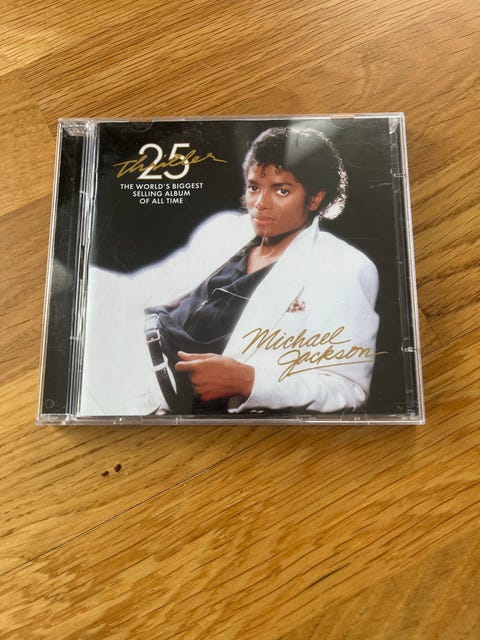 25
Thriller
THE WORLD'S BIGGEST
SELLING ALBUM
OF ALL TIME
Michael
Jackson